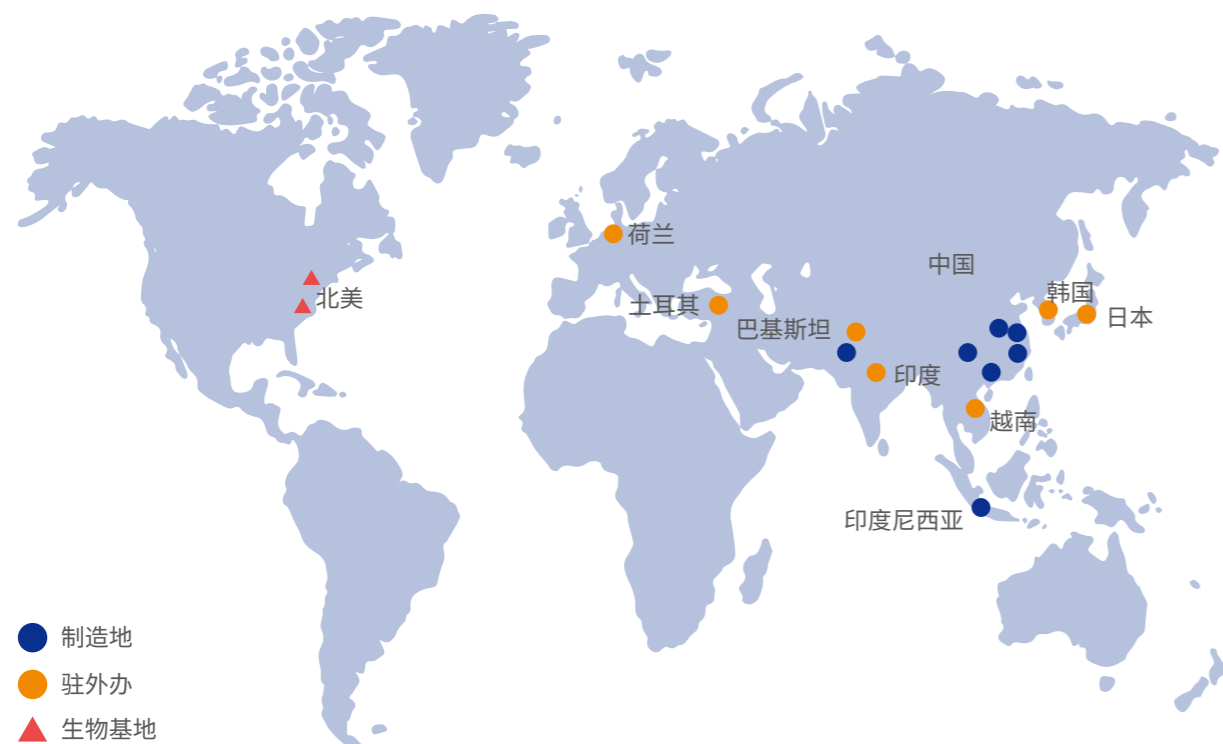 荷兰
中国
北美
土耳其
韩国
日本
巴基斯坦
印度
越南
印度尼西亚
制造地
驻外办
生物基地